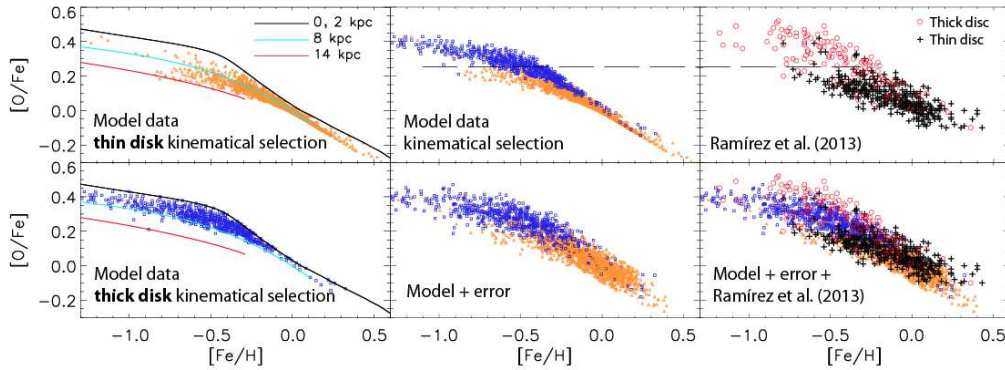 0.6
0.4
0.2
0.0
−0.2
[O/Fe]
0, 2 kpc
8 kpc
14 kpc
Model data
thin disk kinematical selection
Model data
kinematical selection
Thick disc
Thin disc
Ramírez et al. (2013)
0.4
0.2
0.0
−0.2
[O/Fe]
Model data
thick disk kinematical selection
Model + error
Model + error +
Ramírez et al. (2013)
−1.0 −0.5 0.0 0.5
−1.0 −0.5 0.0 0.5
−1.0 −0.5 0.0 0.5
[Fe/H]
[Fe/H]
[Fe/H]